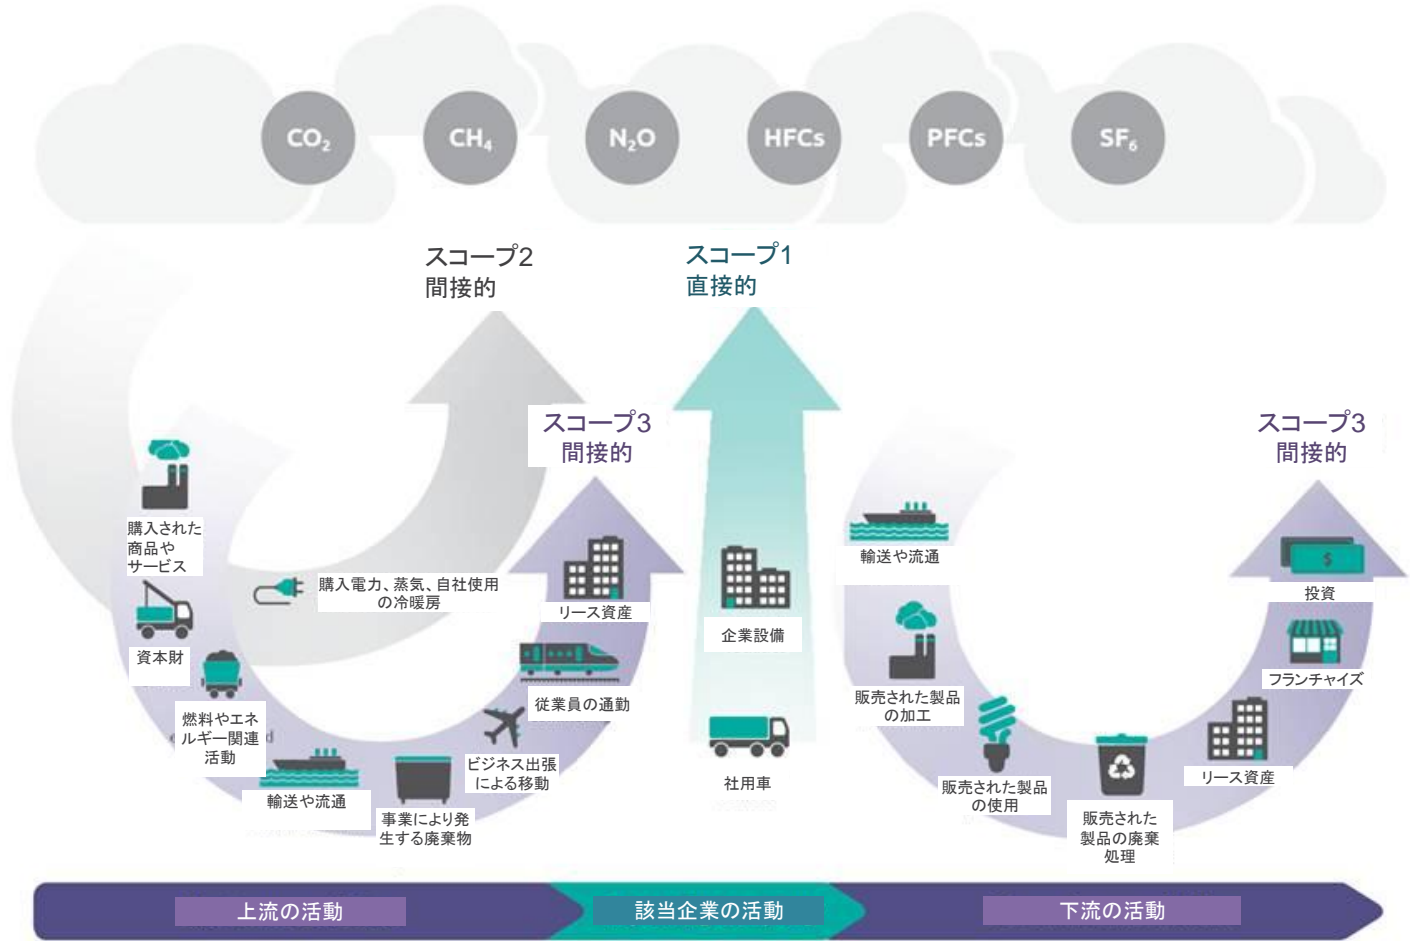 CO₂
CH₄
N₂O
HFCs
PFCs
SF₆
スコープ2
間接的
スコープ1
直接的
スコープ3
間接的
スコープ3
間接的
購入された
商品や
サービス
資本財
燃料やエネ
ルギー関連
活動
輸送や流通
事業により発
生する廃棄物
ビジネス出張
による移動
従業員の通勤
リース資産
購入電力、蒸気、自社使用
の冷暖房
企業設備
社用車
輸送や流通
販売された製品
の加工
販売された製品
の使用
販売された
製品の廃棄
処理
リース資産
フランチャイズ
投資
$
上流の活動
該当企業の活動
下流の活動